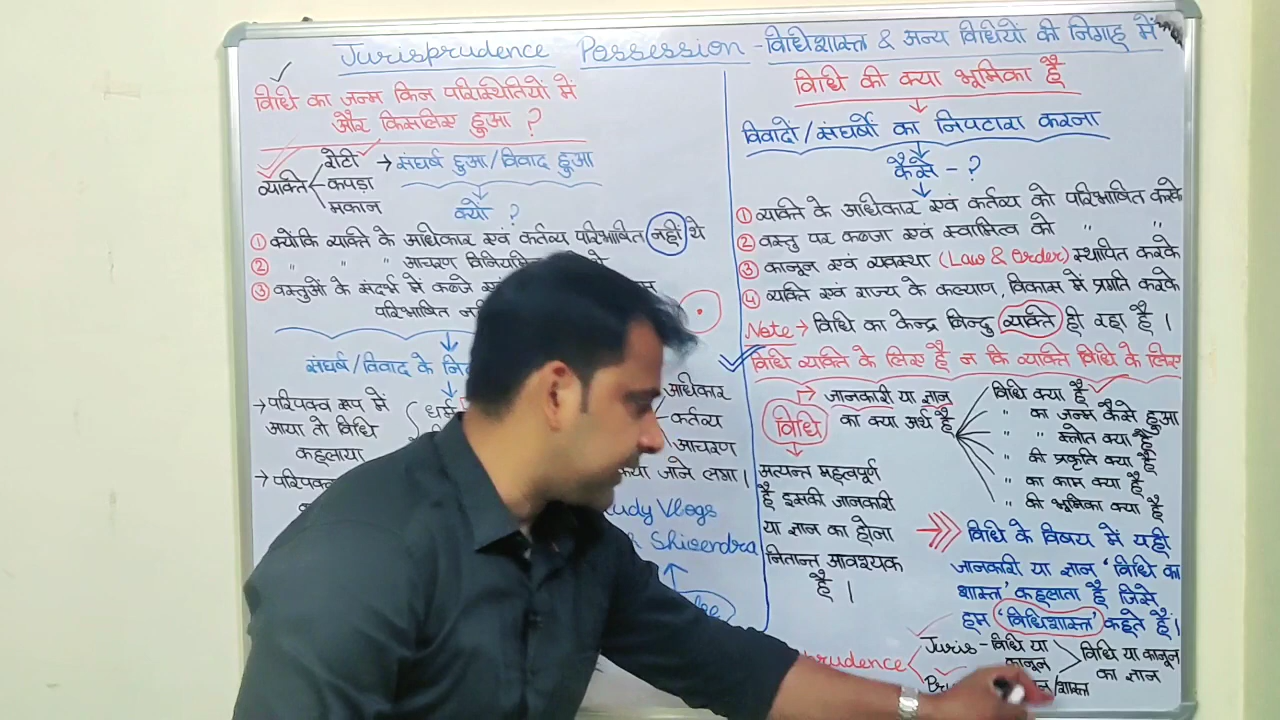 Jurisprudence Possession - विधिशास्त्र & अन्य विधियों की निगाह में
विधि का जन्म किन परिस्थितियों में
और किसलिए हुआ ?
व्यक्ति
रोटी
कपड़ा
मकान
→ संघर्ष हुआ/विवाद हुआ
क्यों ?
① क्योंकि व्यक्ति के अधिकार एवं कर्तव्य परिभाषित नहीं थे
② " " " आचरण
③ वस्तुओं के संदर्भ में कब्जे
परिभाषित
संघर्ष/विवाद के
→ परिपक्व रूप में
आया तो विधि
कहलाया
धर्म
→ परिपक्व
अधिकार
कर्तव्य
आचरण
किया जाने लगा।
Vlogs
Shivendra
विधि की क्या भूमिका है
विवादों/संघर्षों का निपटारा करना
कैसे - ?
① व्यक्ति के अधिकार एवं कर्तव्य को परिभाषित करके
② वस्तु पर कब्जा एवं स्वामित्व को " "
③ कानून एवं व्यवस्था (Law & Order) स्थापित करके
④ व्यक्ति एवं राज्य के कल्याण, विकास में प्रगति करके
Note → विधि का केन्द्र बिन्दु व्यक्ति ही रहा है ।
विधि व्यक्ति के लिए है न कि व्यक्ति विधि के लिए
विधि
जानकारी या ज्ञान
का क्या अर्थ है
विधि क्या है
" का जन्म कैसे हुआ
" " स्त्रोत क्या है
" की प्रकृति क्या है
" का काम क्या है
" की भूमिका क्या है
अत्यन्त महत्वपूर्ण
है इसकी जानकारी
या ज्ञान का होना
नितान्त आवश्यक
है ।
विधि के विषय में यही
जानकारी या ज्ञान 'विधि का
शास्त्र' कहलाता है जिसे
हम 'विधिशास्त्र' कहते हैं।
prudence
Juris - विधि या
कानून
/शास्त्र
विधि या कानून
का ज्ञान